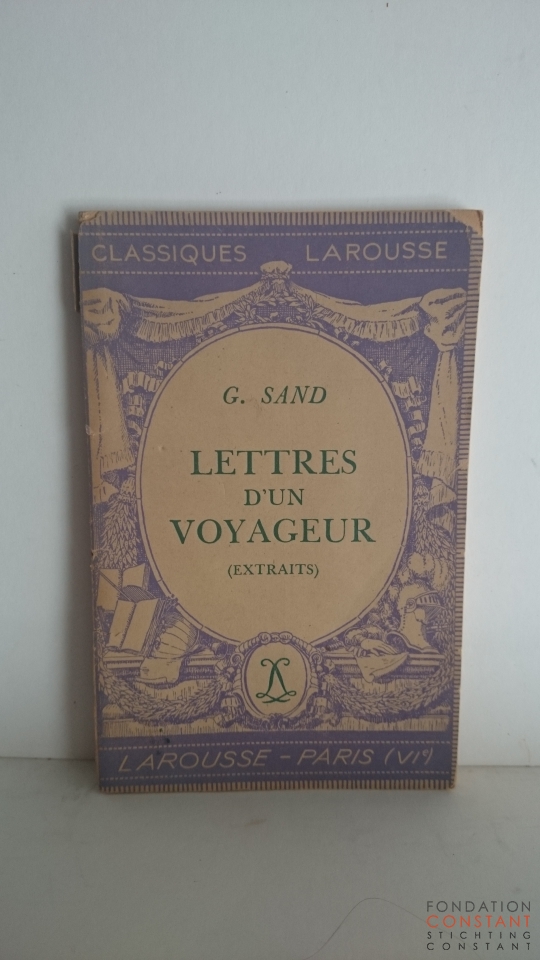 CLASSIQUES LAROUSSE
G. SAND
LETTRES
D'UN
VOYAGEUR
(EXTRAITS)
L
LAROUSSE – PARIS (VIᵉ)
FONDATION
CONSTANT
STICHTING
CONSTANT